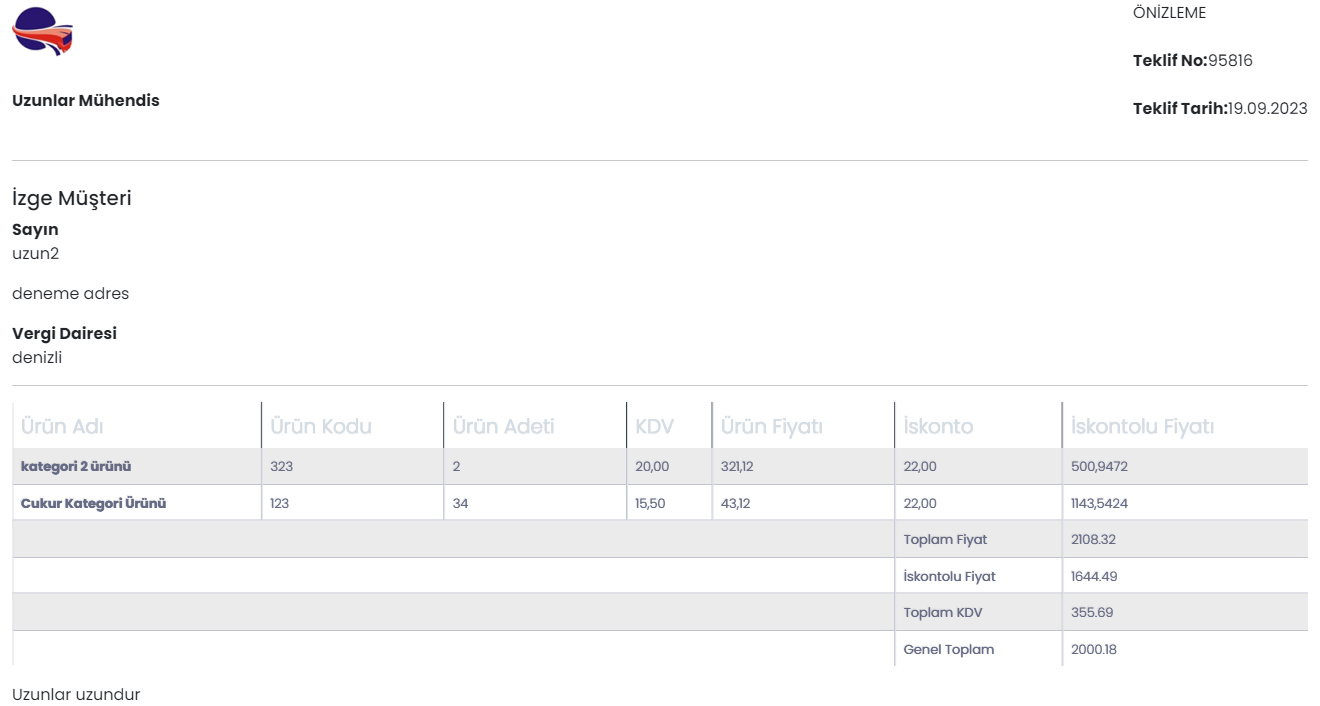 ÖNİZLEME
Teklif No:95816
Uzunlar Mühendis
Teklif Tarih:19.09.2023
İzge Müşteri
Sayın
uzun2
deneme adres
Vergi Dairesi
denizli
Ürün Adı Ürün Kodu Ürün Adeti KDV Ürün Fiyatı İskonto İskontolu Fiyatı
kategori 2 ürünü 323 2 20,00 321,12 22,00 500,9472
Cukur Kategori Ürünü 123 34 15,50 43,12 22,00 1143,5424
Toplam Fiyat 2108.32
İskontolu Fiyat 1644.49
Toplam KDV 355.69
Genel Toplam 2000.18
Uzunlar uzundur